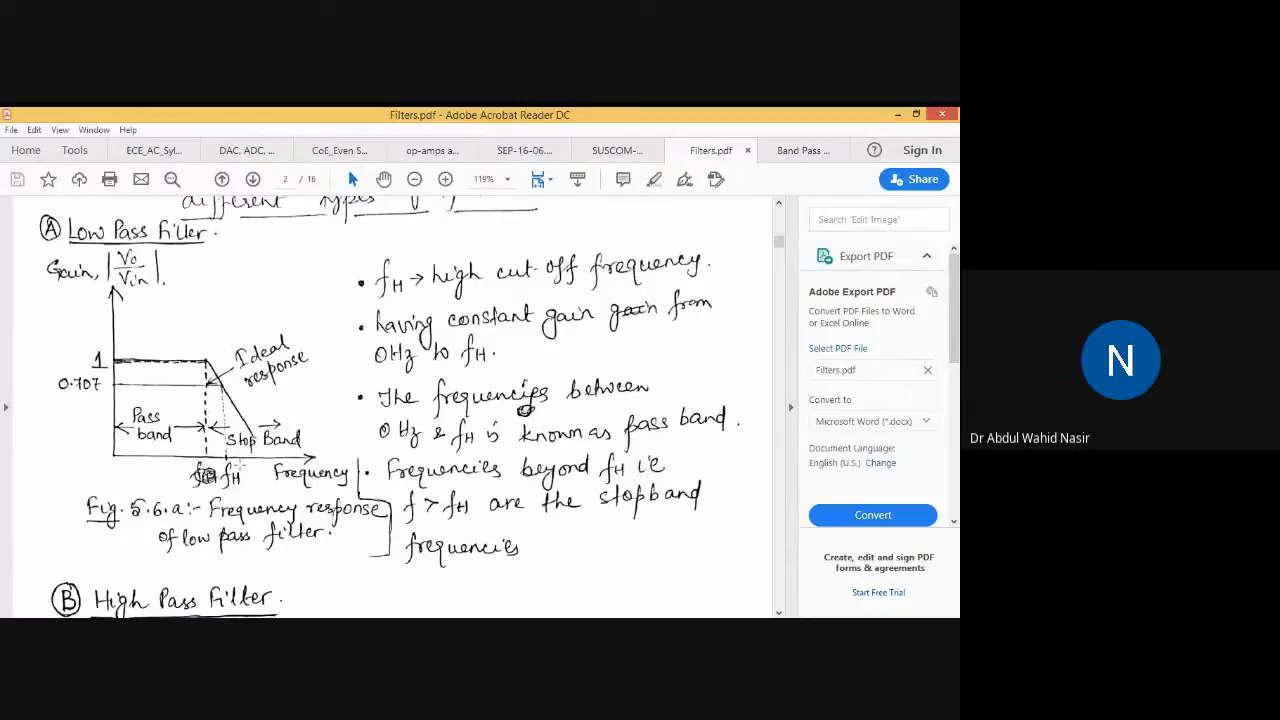 Filters.pdf - Adobe Acrobat Reader DC
File Edit View Window Help
Home Tools ECE_AC_Syl... DAC, ADC, ... CoE_Even S... op-amps a... SEP-16-06.... SUSCOM-... Filters.pdf Band Pass ... Sign In
2 / 16 119% Share
different types
A Low Pass Filter.
Gain, |Vo/Vin|.
1
0.707
Ideal
response
Pass
band
Stop Band
fH Frequency
Fig. 5.6.a:- Frequency response
of low pass filter.
• fH → high cut-off frequency.
• having constant gain gain from
0Hz to fH.
• The frequencies between
0Hz & fH is known as pass band.
• Frequencies beyond fH ie
f > fH are the stopband
frequencies
B High Pass Filter.
Search 'Edit Image'
Export PDF
Adobe Export PDF
Convert PDF Files to Word
or Excel Online
Select PDF File
Filters.pdf
Convert to
Microsoft Word (*.docx)
Document Language:
English (U.S.) Change
Convert
Create, edit and sign PDF
forms & agreements
Start Free Trial
N
Dr Abdul Wahid Nasir